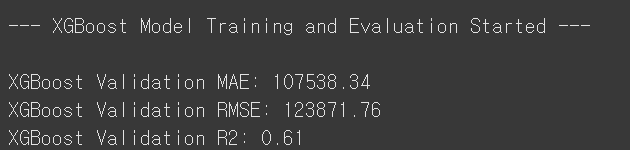 --- XGBoost Model Training and Evaluation Started ---
XGBoost Validation MAE: 107538.34
XGBoost Validation RMSE: 123871.76
XGBoost Validation R2: 0.61